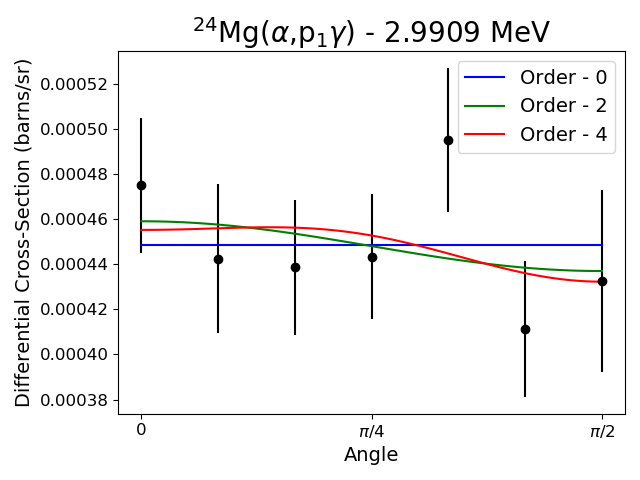 ²⁴Mg(α,p₁γ) - 2.9909 MeV
Differential Cross-Section (barns/sr)
0.00052
0.00050
0.00048
0.00046
0.00044
0.00042
0.00040
0.00038
Order - 0
Order - 2
Order - 4
0
π/4
π/2
Angle